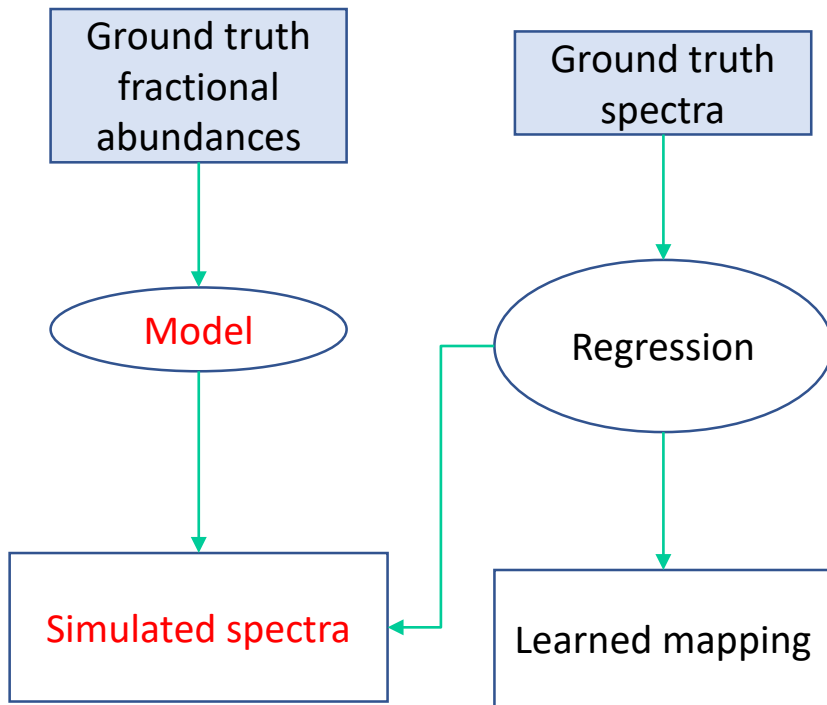 Ground truth
fractional
abundances
Ground truth
spectra
Model
Regression
Simulated spectra
Learned mapping